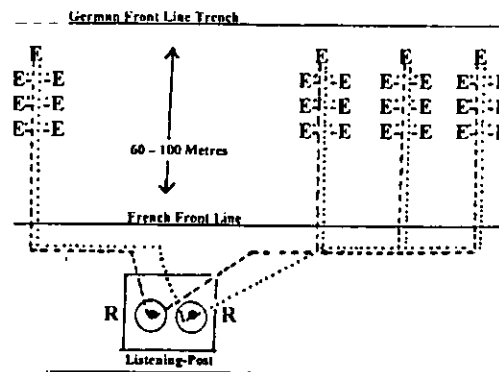 German Front Line Trench
E E E E
E E E E E E E E
E E E E E E E E
E E E E E E E E
60 – 100 Metres
French Front Line
R R
Listening-Post